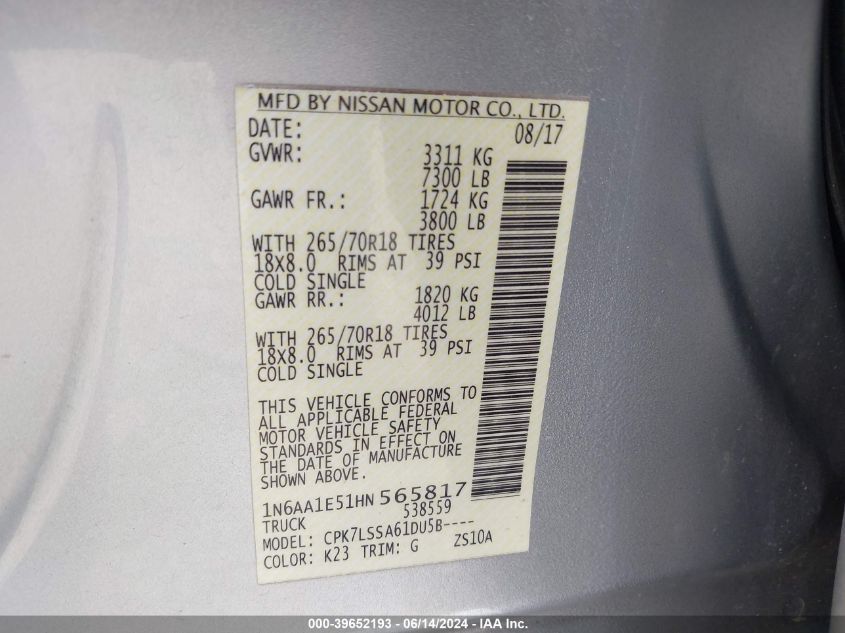 MFD BY NISSAN MOTOR CO., LTD.
DATE: 08/17
GVWR: 3311 KG
7300 LB
GAWR FR.: 1724 KG
3800 LB
WITH 265/70R18 TIRES
18X8.0 RIMS AT 39 PSI
COLD SINGLE
GAWR RR.: 1820 KG
4012 LB
WITH 265/70R18 TIRES
18X8.0 RIMS AT 39 PSI
COLD SINGLE
THIS VEHICLE CONFORMS TO
ALL APPLICABLE FEDERAL
MOTOR VEHICLE SAFETY
STANDARDS IN EFFECT ON
THE DATE OF MANUFACTURE
SHOWN ABOVE.
1N6AA1E51HN565817
TRUCK 538559
MODEL: CPK7LSSA61DU5B----
COLOR: K23 TRIM: G ZS10A
000-39652193 - 06/14/2024 - IAA Inc.